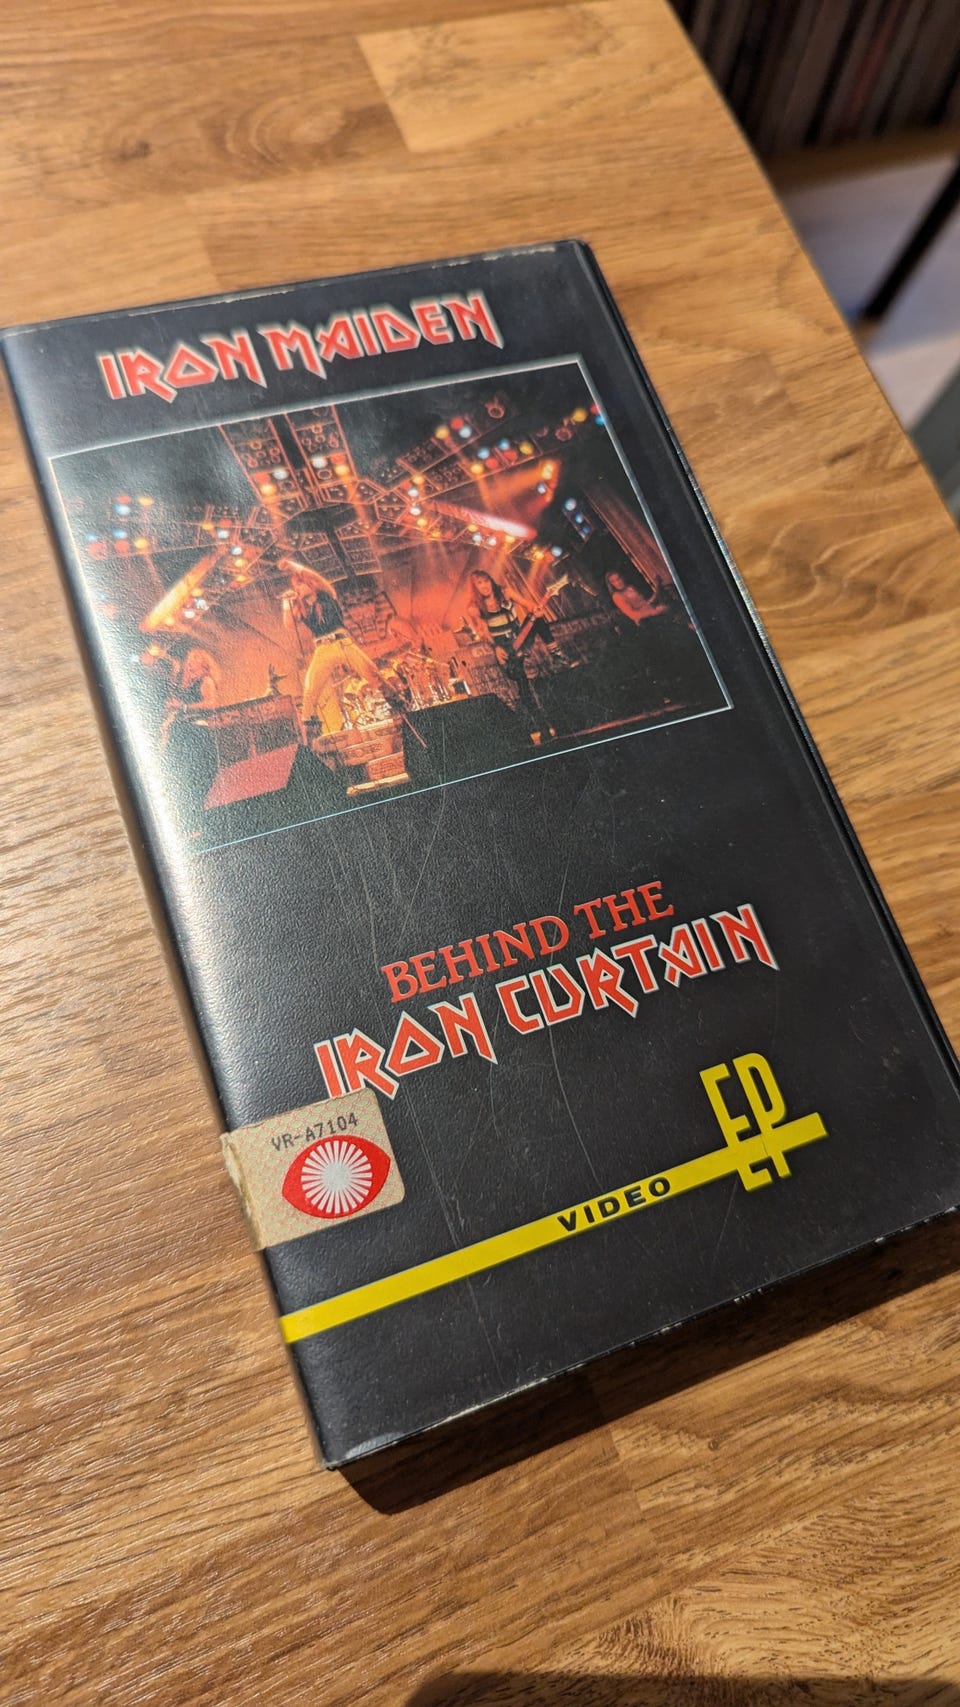 IRON MAIDEN
BEHIND THE
IRON CURTAIN
VR-A7104
VIDEO EP